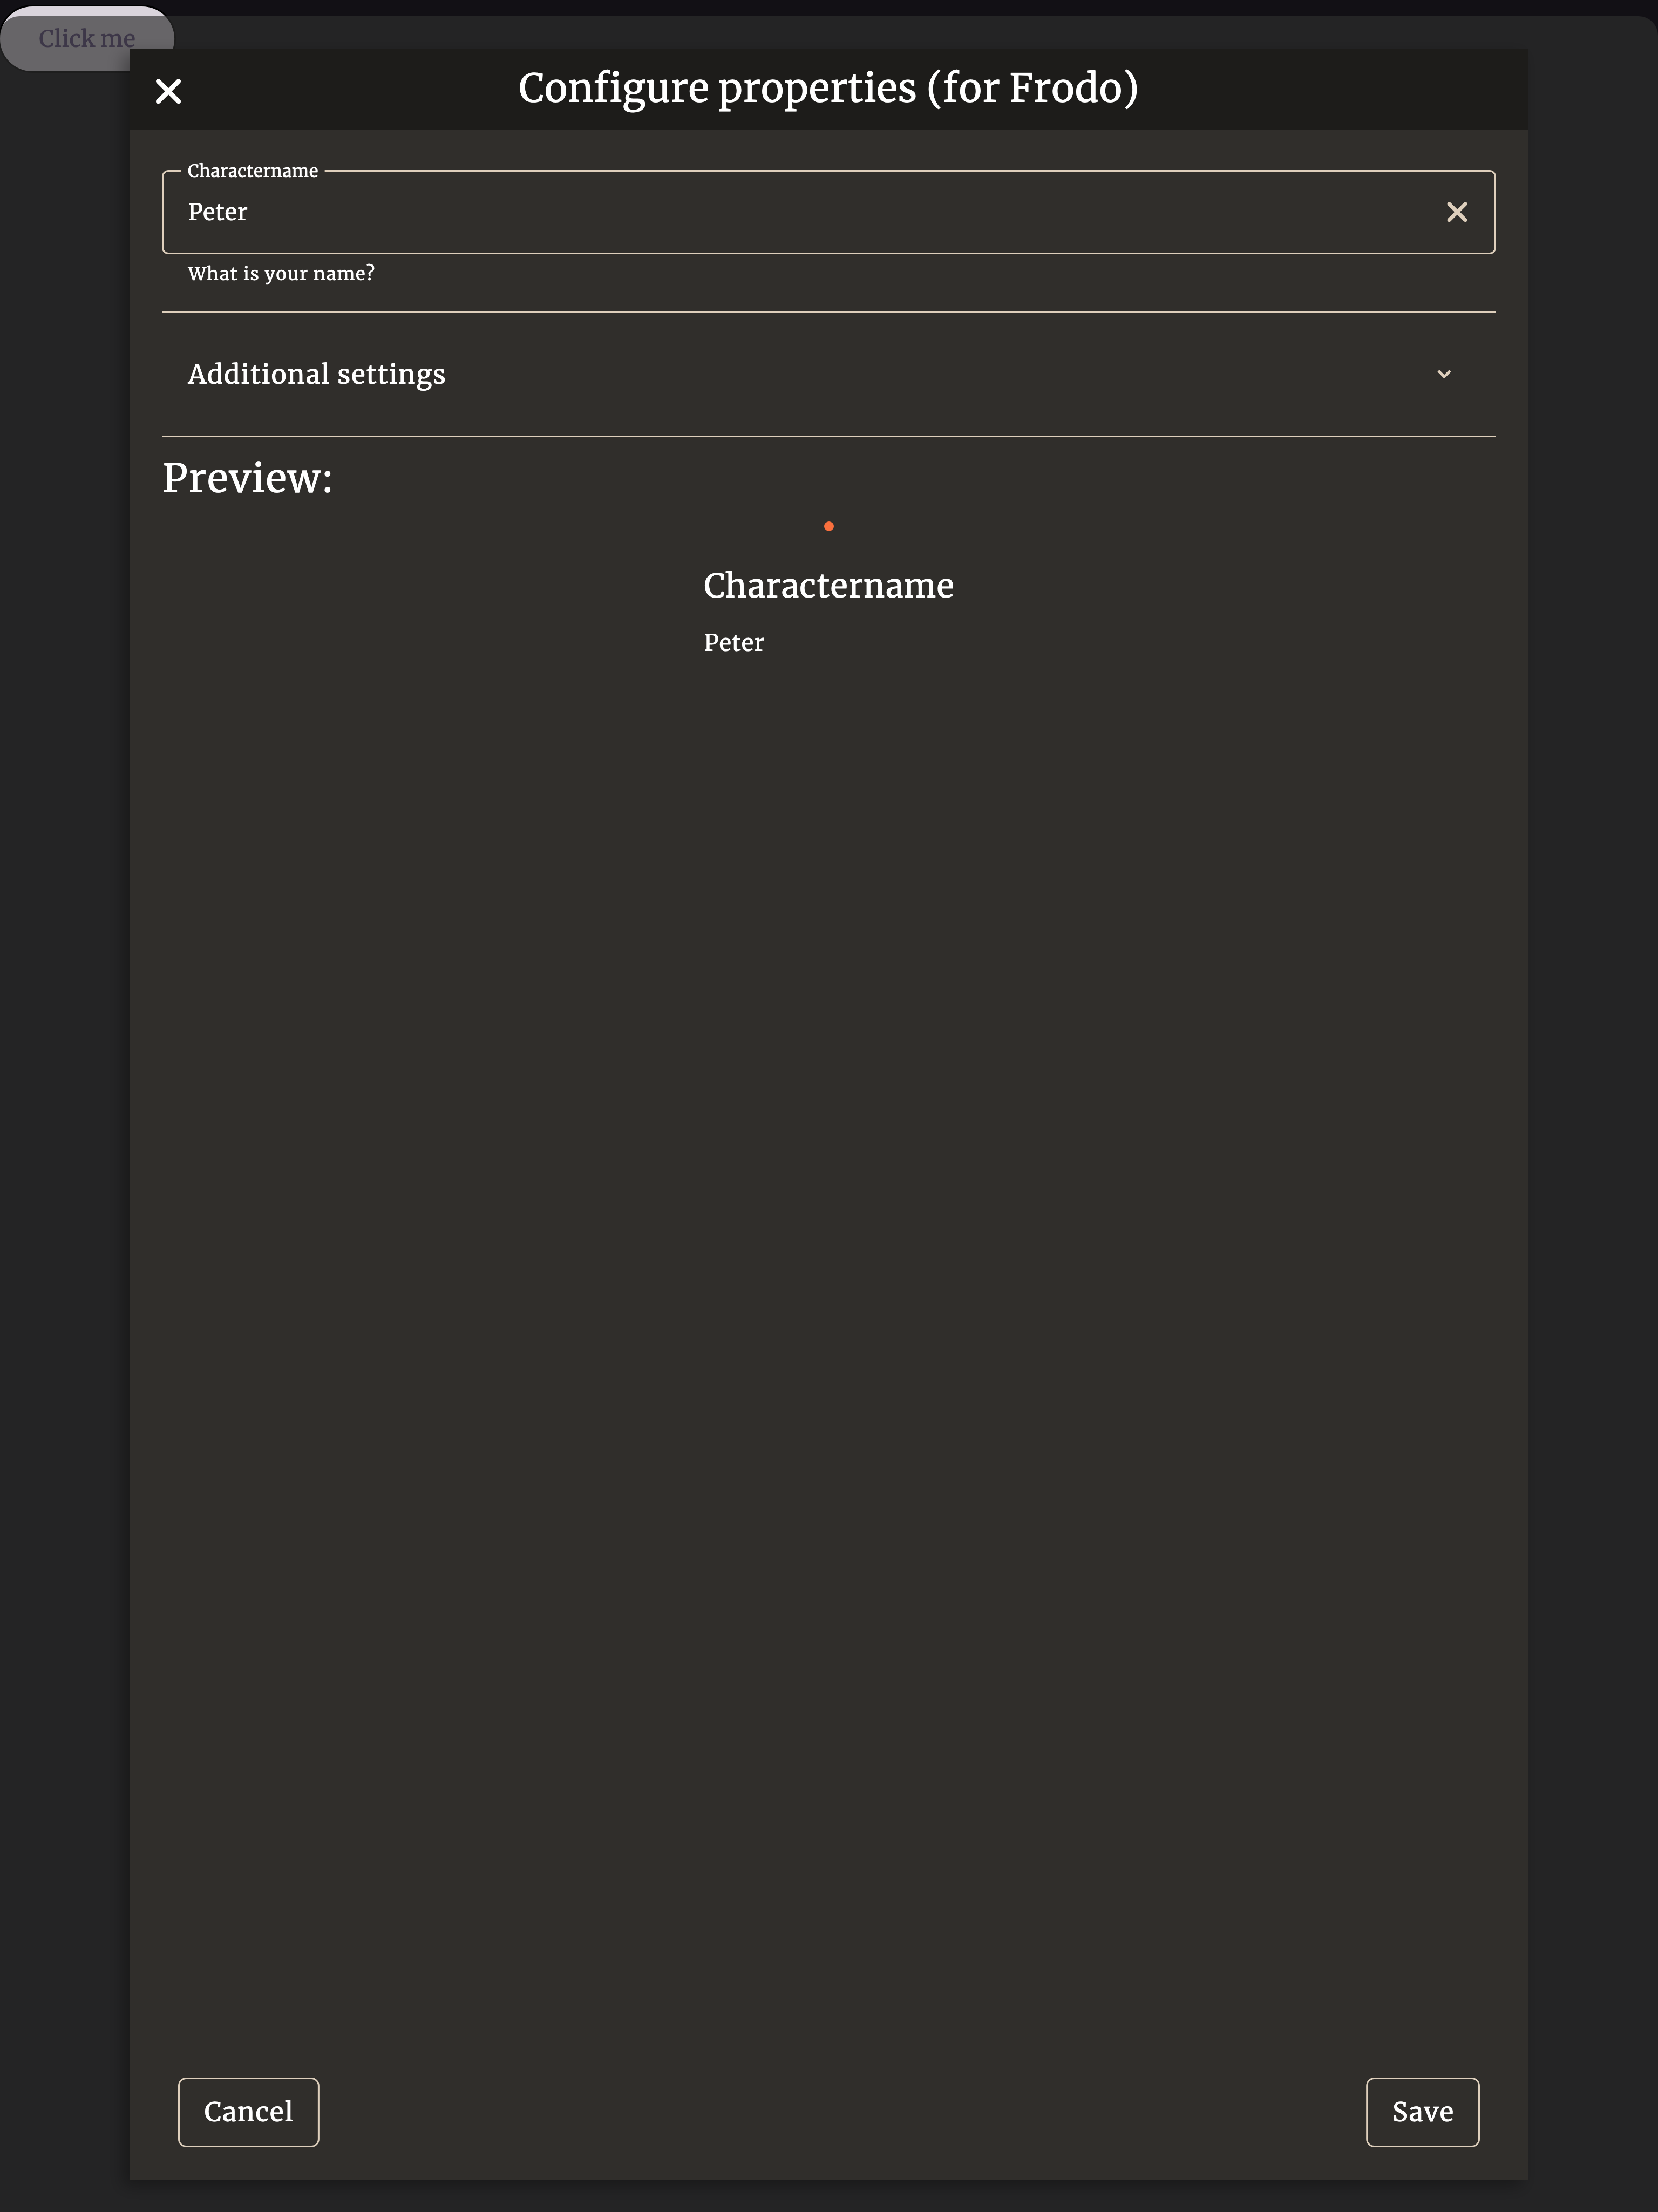 Click me
Configure properties (for Frodo)
Charactername
Peter
What is your name?
Additional settings
Preview:
Charactername
Peter
Cancel
Save